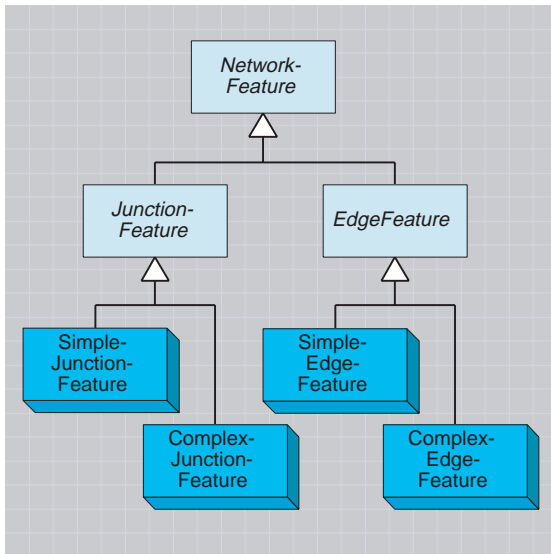 Network-
Feature
Junction-
Feature
EdgeFeature
Simple-
Junction-
Feature
Simple-
Edge-
Feature
Complex-
Junction-
Feature
Complex-
Edge-
Feature